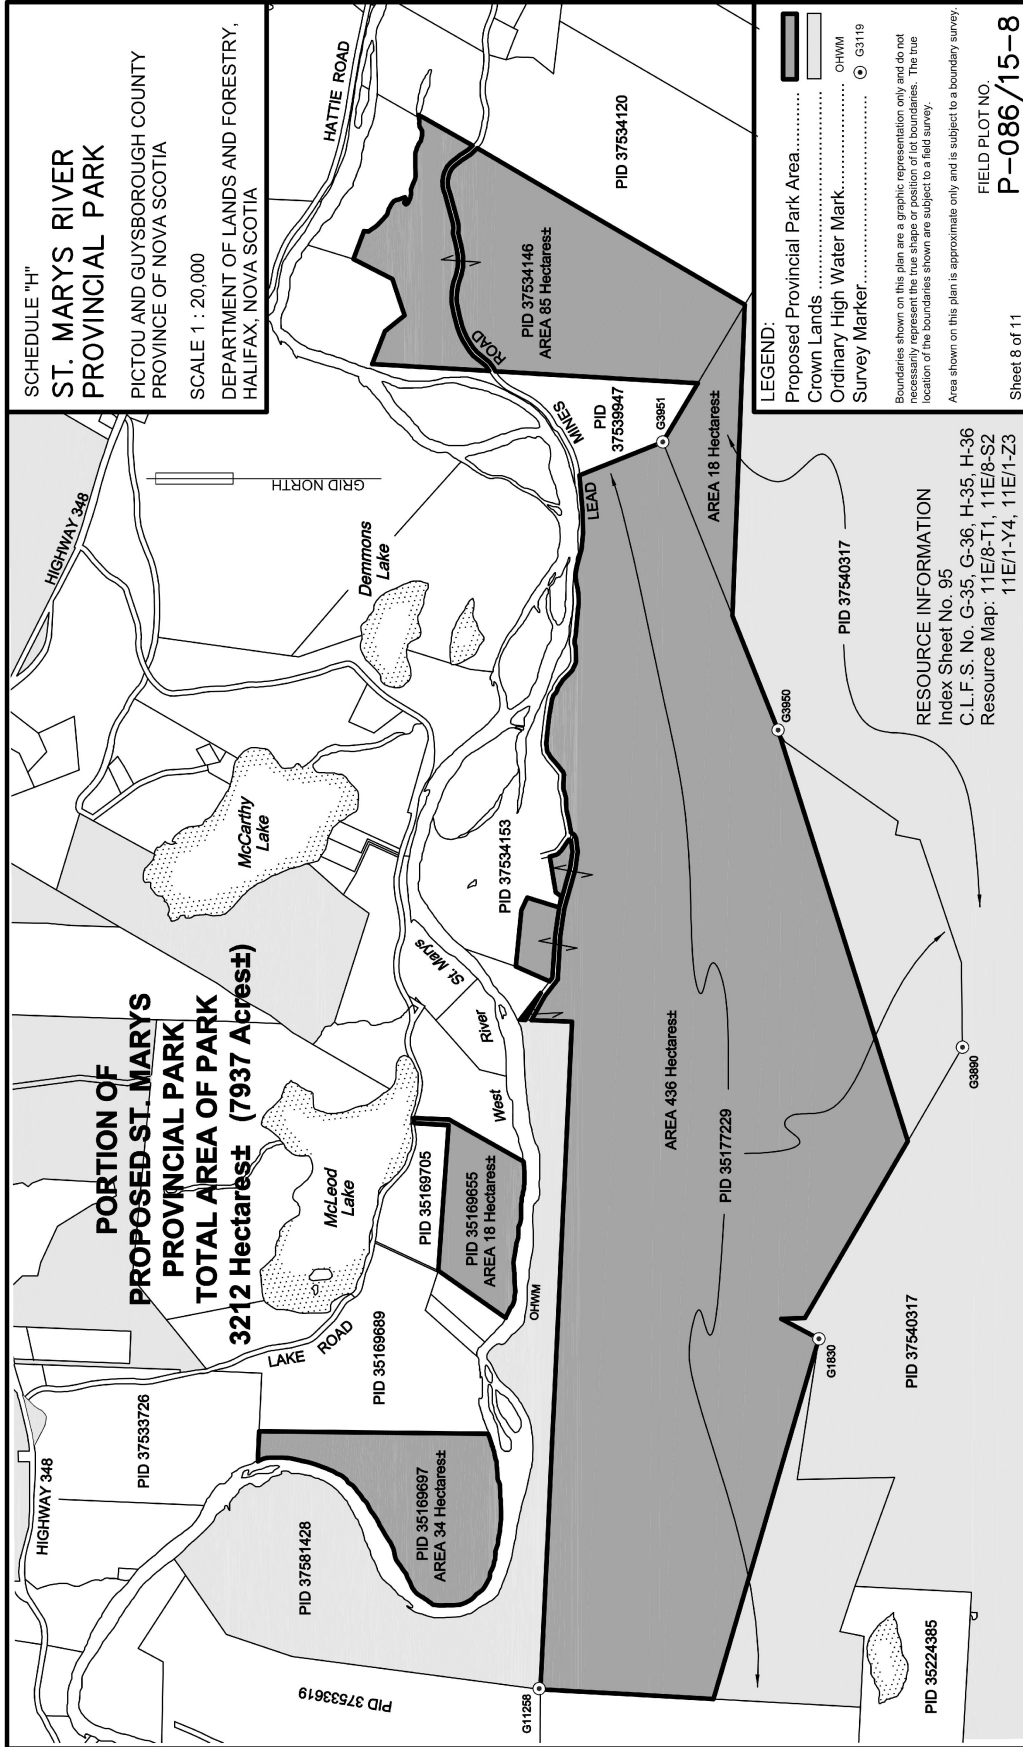 SCHEDULE "H"
ST. MARYS RIVER
PROVINCIAL PARK
PICTOU AND GUYSBOROUGH COUNTY
PROVINCE OF NOVA SCOTIA
SCALE 1 : 20,000
DEPARTMENT OF LANDS AND FORESTRY,
HALIFAX, NOVA SCOTIA
PORTION OF
PROPOSED ST. MARYS
PROVINCIAL PARK
TOTAL AREA OF PARK
3212 Hectares± (7937 Acres±)
HIGHWAY 348
PID 37533726
LAKE ROAD
PID 37581428
PID 37533619
PID 35169697
AREA 34 Hectares±
PID 35169689
McLeod
Lake
PID 35169705
PID 35169655
AREA 18 Hectares±
OHWM
West
River
St. Marys
McCarthy
Lake
PID 37534153
HIGHWAY 348
GRID NORTH
Demmons
Lake
HATTIE ROAD
LEAD
MINES
ROAD
PID
37539947
PID 37534146
AREA 85 Hectares±
PID 37534120
G3951
AREA 18 Hectares±
G3950
PID 37540317
AREA 436 Hectares±
PID 35177229
G11258
G1830
G3890
PID 37540317
PID 35224385
RESOURCE INFORMATION
Index Sheet No. 95
C.L.F.S. No. G-35, G-36, H-35, H-36
Resource Map: 11E/8-T1, 11E/8-S2
11E/1-Y4, 11E/1-Z3
LEGEND:
Proposed Provincial Park Area..............
Crown Lands ................................
Ordinary High Water Mark.................. OHWM
Survey Marker.......................... G3119
Boundaries shown on this plan are a graphic representation only and do not
necessarily represent the true shape or position of lot boundaries. The true
location of the boundaries shown are subject to a field survey.
Area shown on this plan is approximate only and is subject to a boundary survey.
FIELD PLOT NO.
Sheet 8 of 11 P-086/15-8